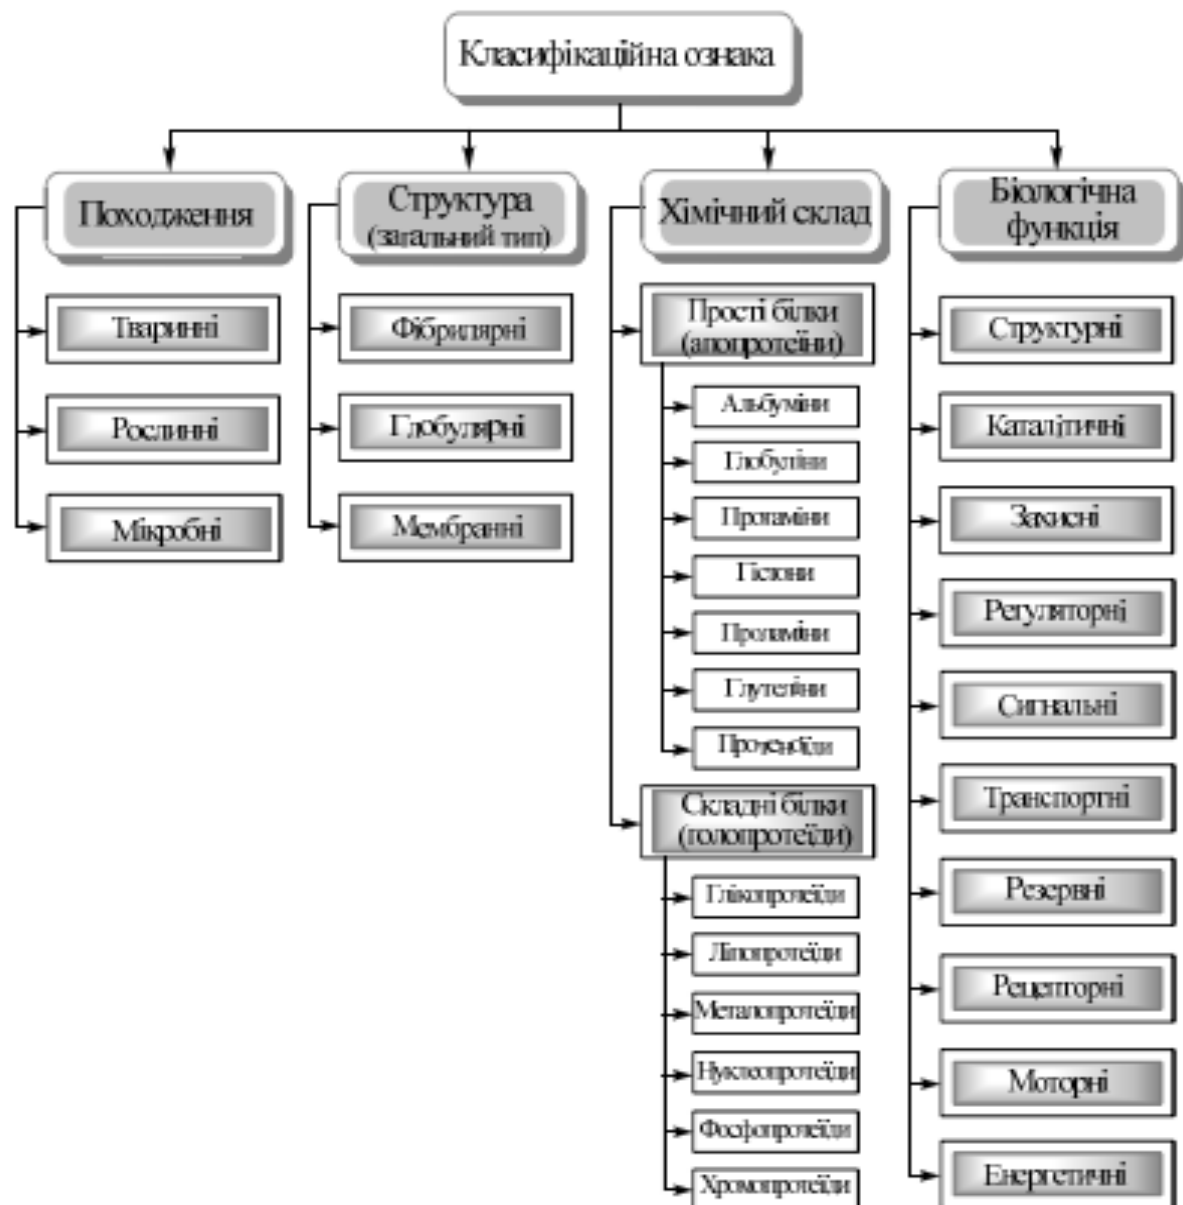 Класифікаційна ознака
Походження
Тваринні
Рослинні
Мікробні
Структура
(загальний тип)
Фібрилярні
Глобулярні
Мембранні
Хімічний склад
Прості білки
(апопротеїни)
Альбуміни
Глобуліни
Протаміни
Гістони
Проламіни
Глутеліни
Складні білки
(голопротеїди)
Глікопротеїди
Ліпопротеїди
Металопротеїди
Нуклеопротеїди
Фосфопротеїди
Хромопротеїди
Біологічна
функція
Структурні
Каталітичні
Захисні
Регуляторні
Сигнальні
Транспортні
Резервні
Рецепторні
Моторні
Енергетичні